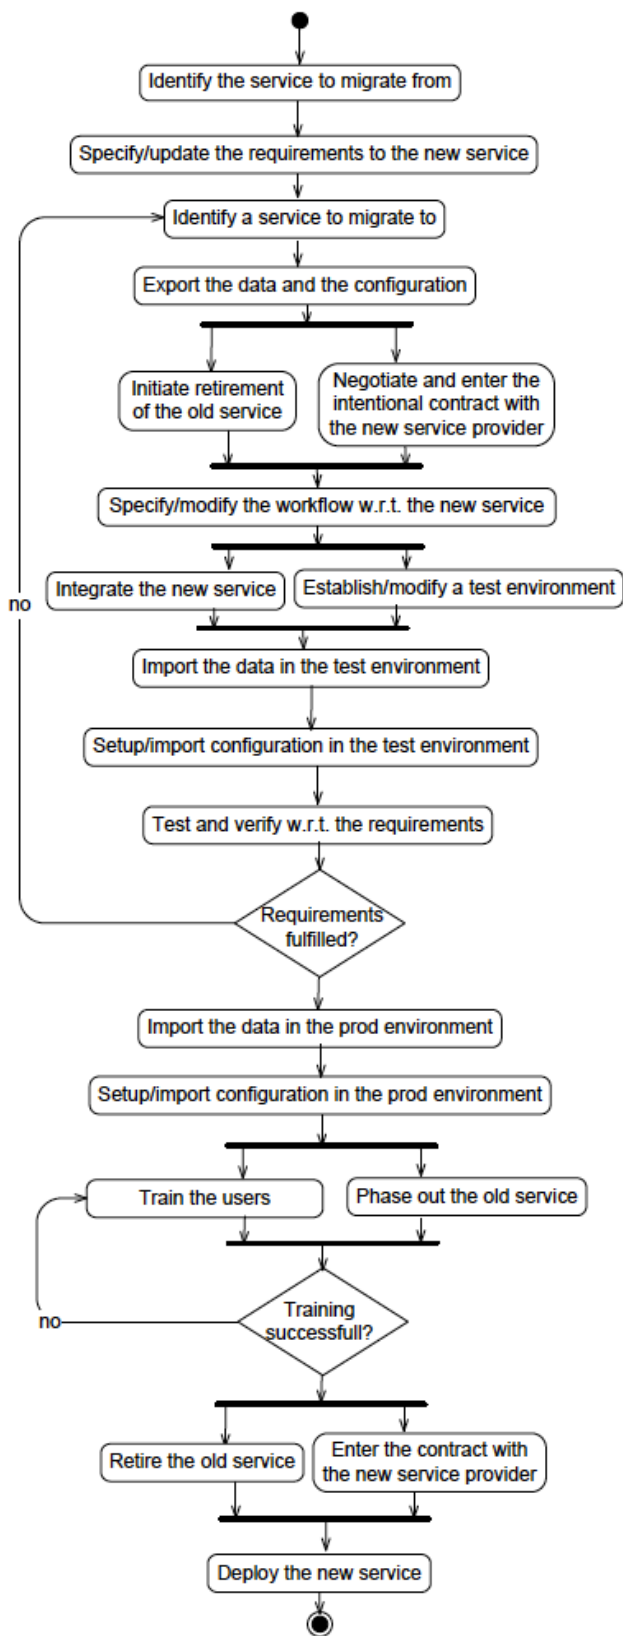 Identify the service to migrate from
Specify/update the requirements to the new service
Identify a service to migrate to
Export the data and the configuration
Initiate retirement
of the old service
Negotiate and enter the
intentional contract with
the new service provider
Specify/modify the workflow w.r.t. the new service
Integrate the new service
Establish/modify a test environment
no
Import the data in the test environment
Setup/import configuration in the test environment
Test and verify w.r.t. the requirements
Requirements
fulfilled?
Import the data in the prod environment
Setup/import configuration in the prod environment
Train the users
Phase out the old service
Training
successfull?
no
Retire the old service
Enter the contract with
the new service provider
Deploy the new service